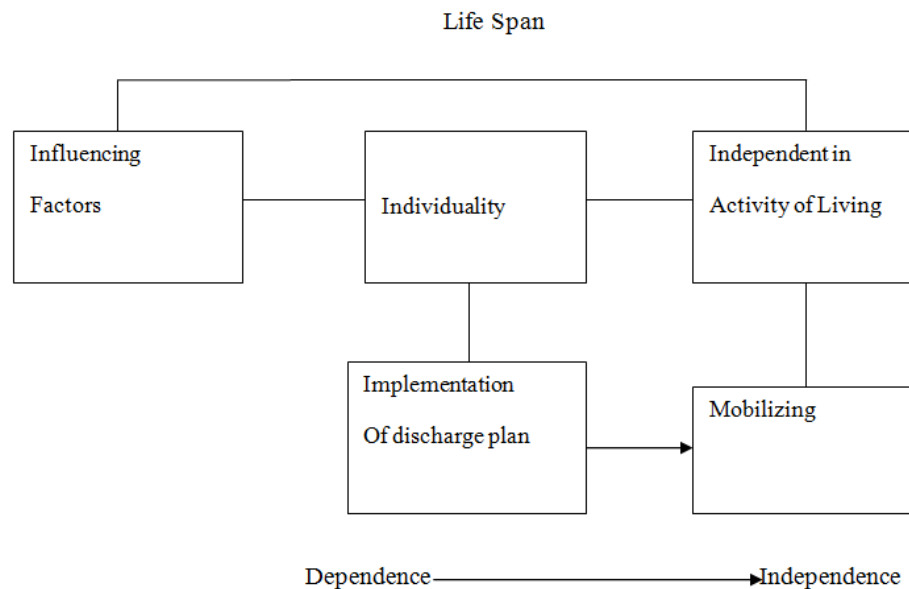 Life Span
Influencing
Factors
Individuality
Independent in
Activity of Living
Implementation
Of discharge plan
Mobilizing
Dependence
Independence